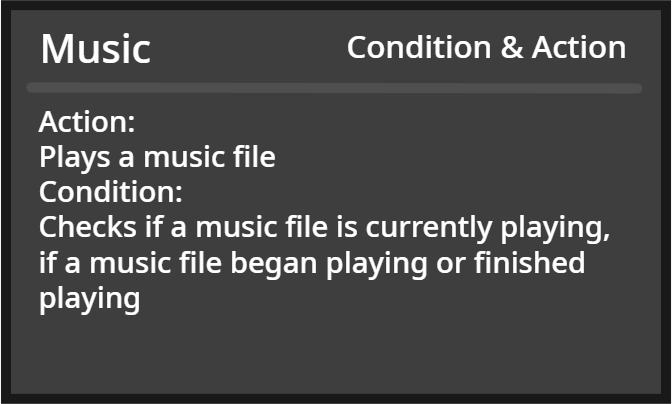 Music
Condition & Action
Action:
Plays a music file
Condition:
Checks if a music file is currently playing,
if a music file began playing or finished
playing